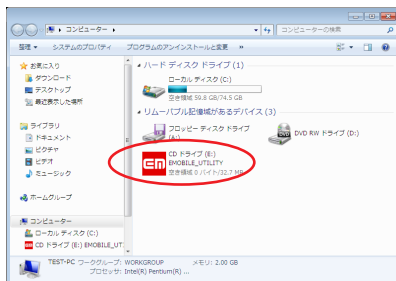 コンピューター
コンピューターの検索
整理 システムのプロパティ プログラムのアンインストールと変更 »
お気に入り
ダウンロード
デスクトップ
最近表示した場所
ライブラリ
ドキュメント
ピクチャ
ビデオ
ミュージック
ホームグループ
コンピューター
ローカル ディスク (C:)
CD ドライブ (E:) EMOBILE_UT
ハード ディスク ドライブ (1)
ローカル ディスク (C:)
空き領域 59.8 GB/74.5 GB
リムーバブル記憶域があるデバイス (3)
フロッピー ディスク ドライブ
(A:)
DVD RW ドライブ (D:)
CD ドライブ (E:)
EMOBILE_UTILITY
空き領域 0 バイト/32.7 MB
TEST-PC ワークグループ: WORKGROUP メモリ: 2.00 GB
プロセッサ: Intel(R) Pentium(R) ...